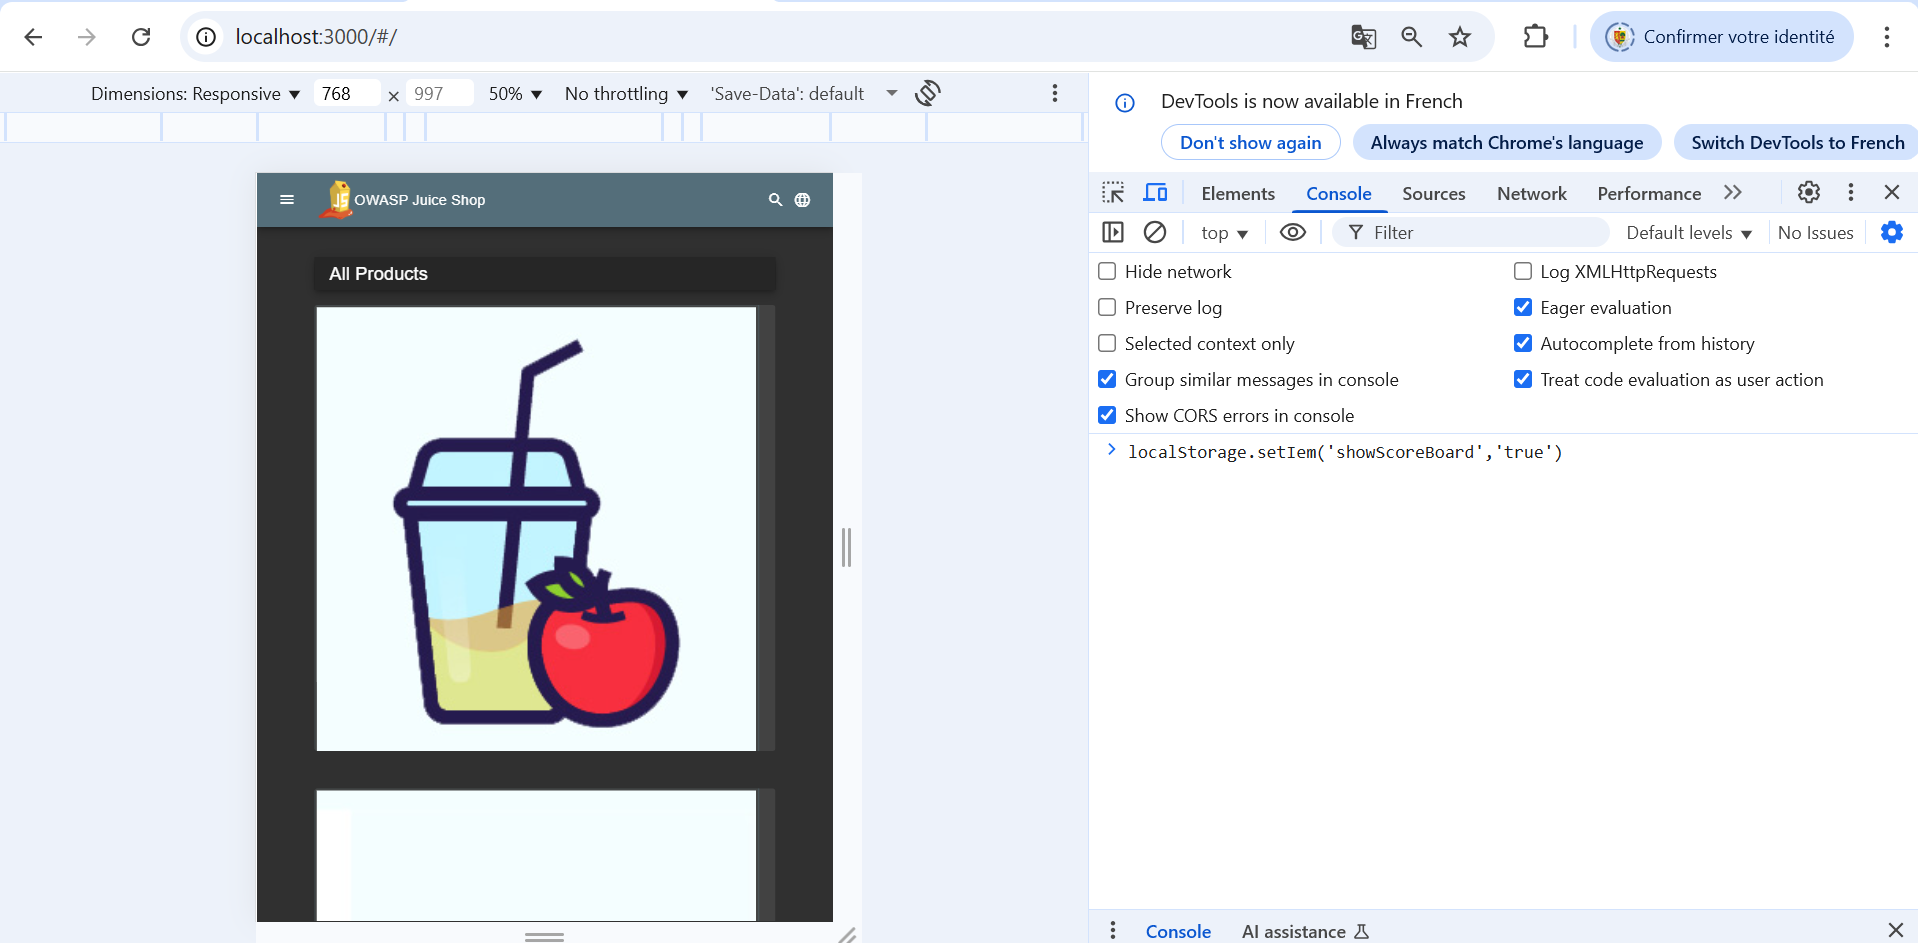 localhost:3000/#/
Confirmer votre identité
Dimensions: Responsive ▼ 768 × 997 50% ▼ No throttling ▼ 'Save-Data': default
DevTools is now available in French
Don't show again Always match Chrome's language Switch DevTools to French
Elements Console Sources Network Performance
top ▼ Filter Default levels ▼ No Issues
Hide network Log XMLHttpRequests
Preserve log Eager evaluation
Selected context only Autocomplete from history
Group similar messages in console Treat code evaluation as user action
Show CORS errors in console
localStorage.setIem('showScoreBoard','true')
JS OWASP Juice Shop
All Products
Console AI assistance